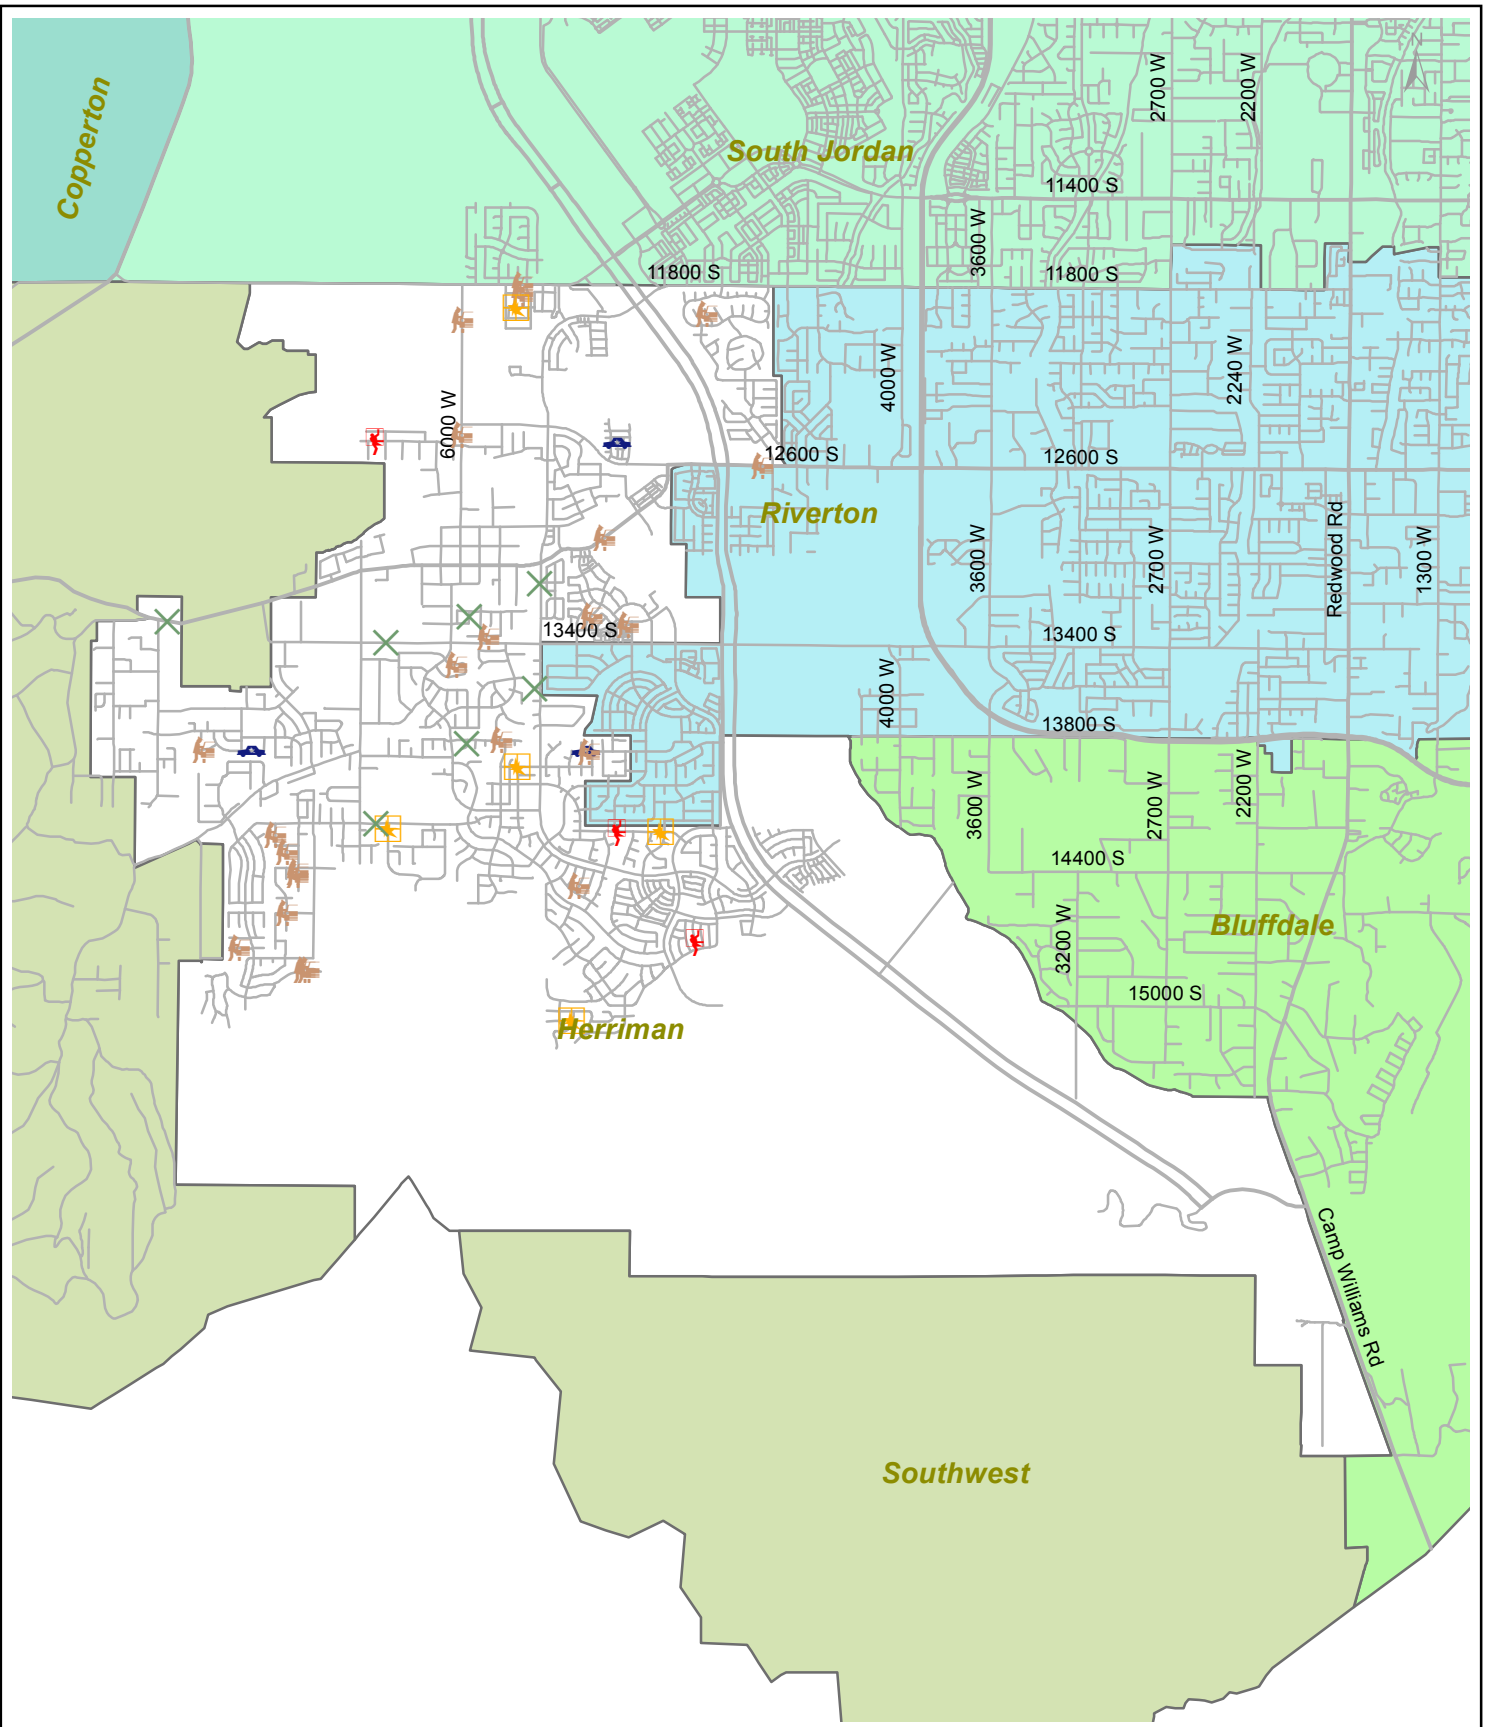 Copperton
South Jordan
2700 W
2200 W
11400 S
3600 W
11800 S
11800 S
4000 W
2240 W
6000 W
12600 S
12600 S
Riverton
3600 W
2700 W
Redwood Rd
1300 W
13400 S
13400 S
4000 W
13800 S
3600 W
2700 W
2200 W
14400 S
3200 W
Bluffdale
15000 S
Herriman
Camp Williams Rd
Southwest